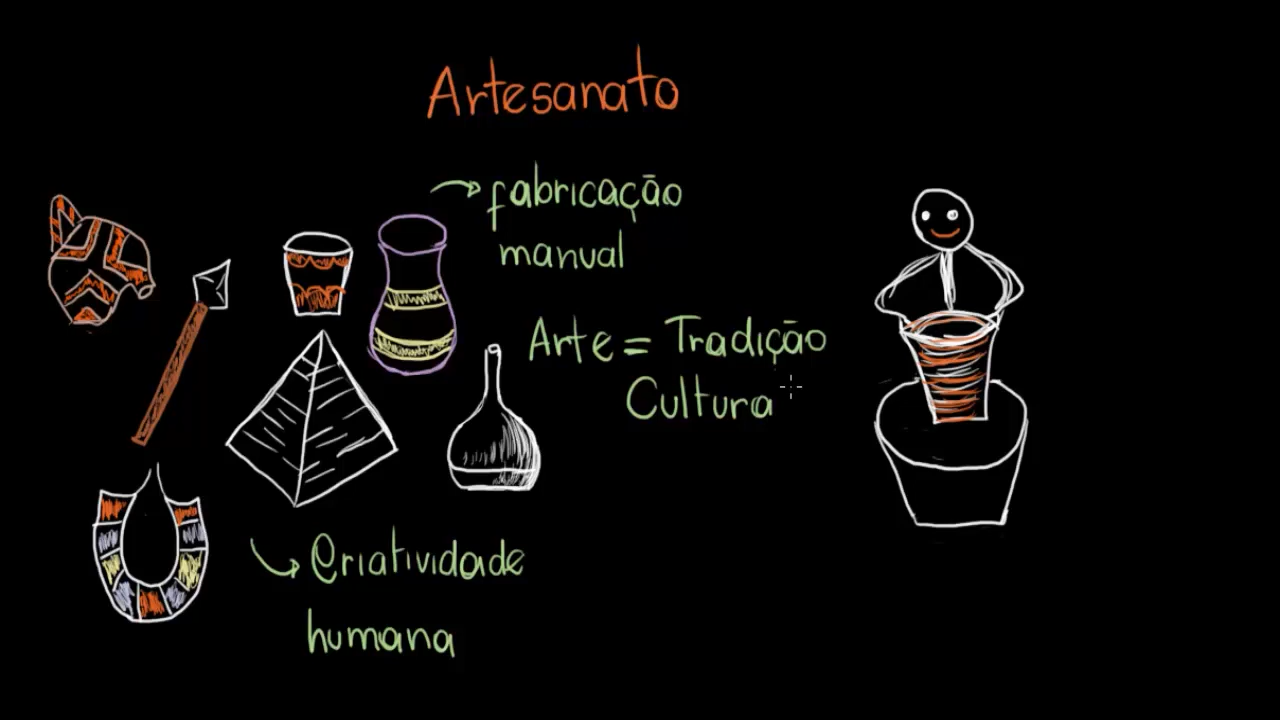 Artesanato
fabricação
manual
Arte = Tradição
Cultura
Criatividade
humana